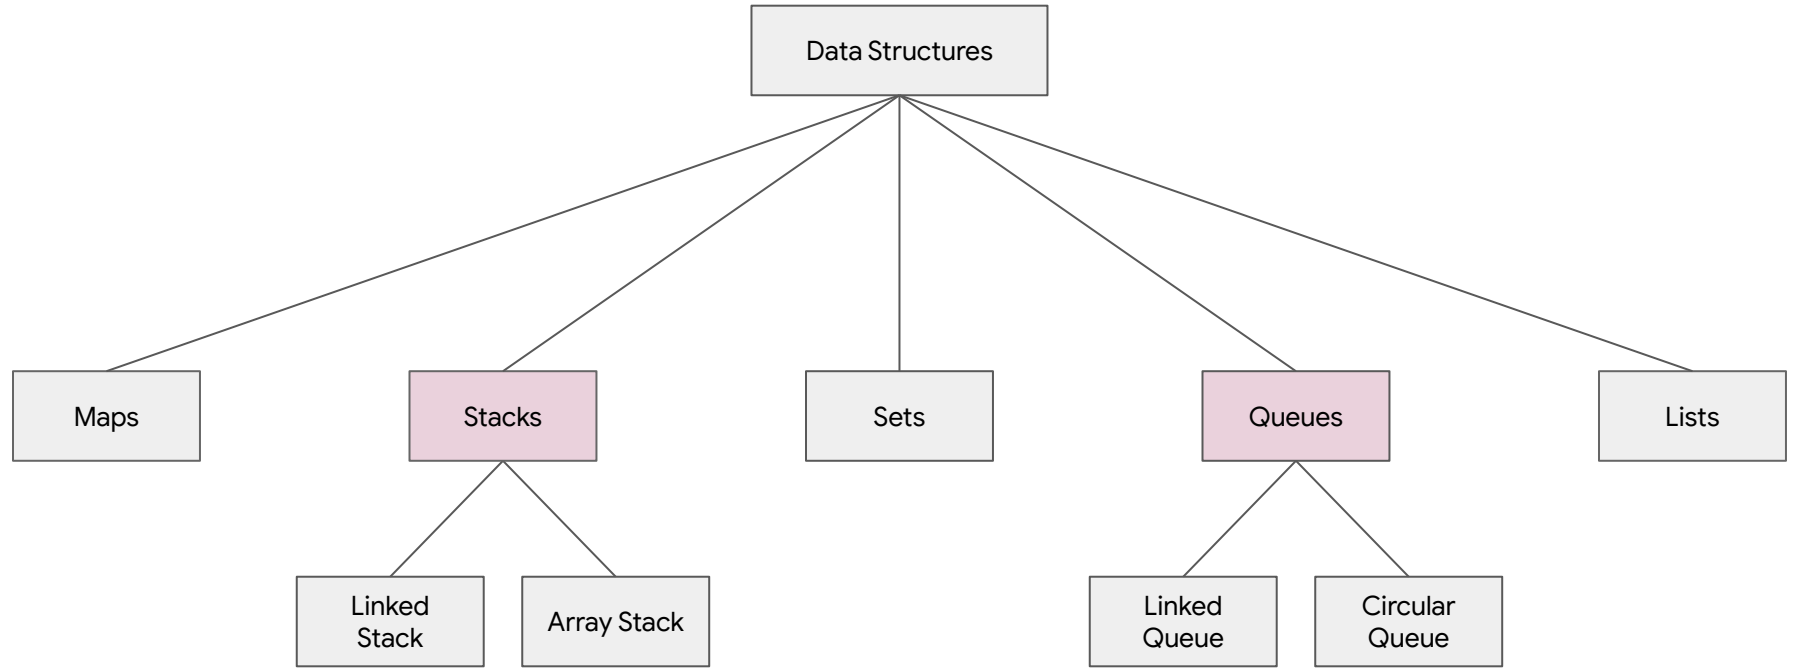 Data Structures
Maps
Stacks
Sets
Queues
Lists
Linked
Stack
Array Stack
Linked
Queue
Circular
Queue